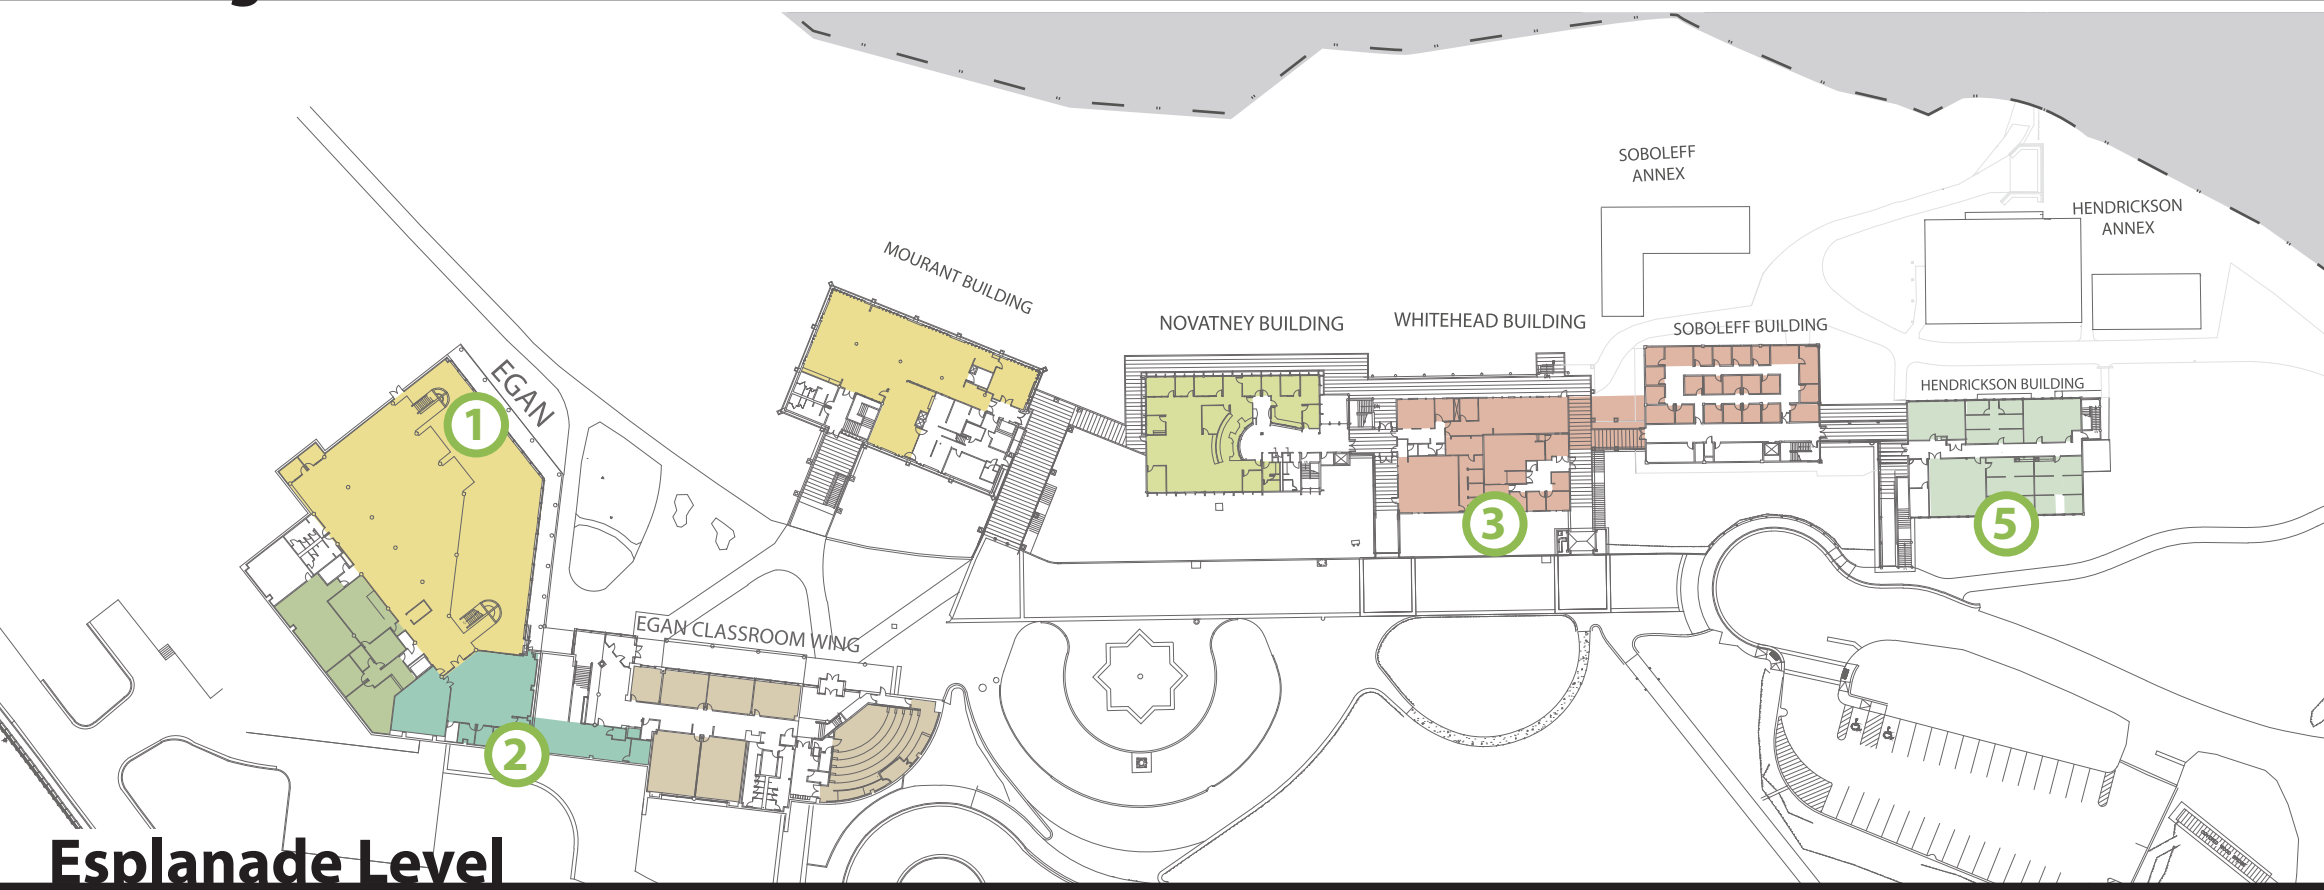 SOBOLEFF
ANNEX
HENDRICKSON
ANNEX
MOURANT BUILDING
NOVATNEY BUILDING
WHITEHEAD BUILDING
SOBOLEFF BUILDING
HENDRICKSON BUILDING
EGAN
1
3
5
EGAN CLASSROOM WING
2
Esplanade Level